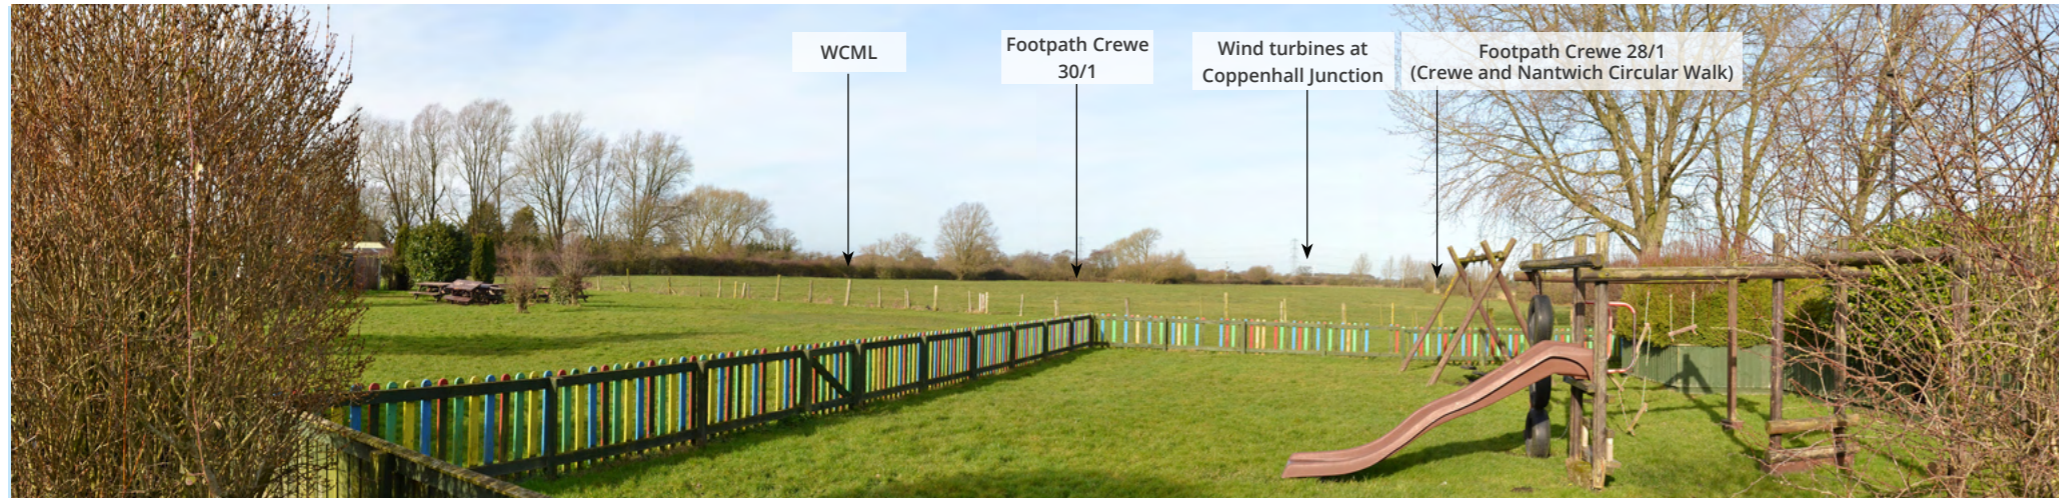 WCML
Footpath Crewe
30/1
Wind turbines at
Coppenhall Junction
Footpath Crewe 28/1
(Crewe and Nantwich Circular Walk)